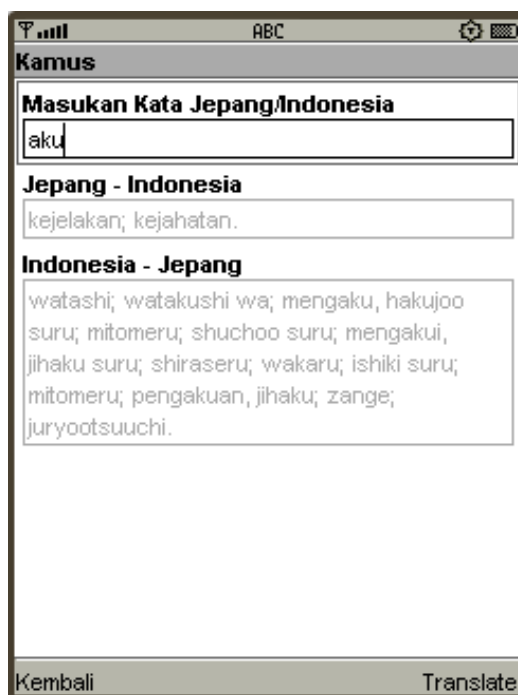 ABC
Kamus
Masukan Kata Jepang/Indonesia
aku
Jepang - Indonesia
kejelakan; kejahatan.
Indonesia - Jepang
watashi; watakushi wa; mengaku, hakujoo
suru; mitomeru; shuchoo suru; mengakui,
jihaku suru; shiraseru; wakaru; ishiki suru;
mitomeru; pengakuan, jihaku; zange;
juryootsuuchi.
Kembali Translate